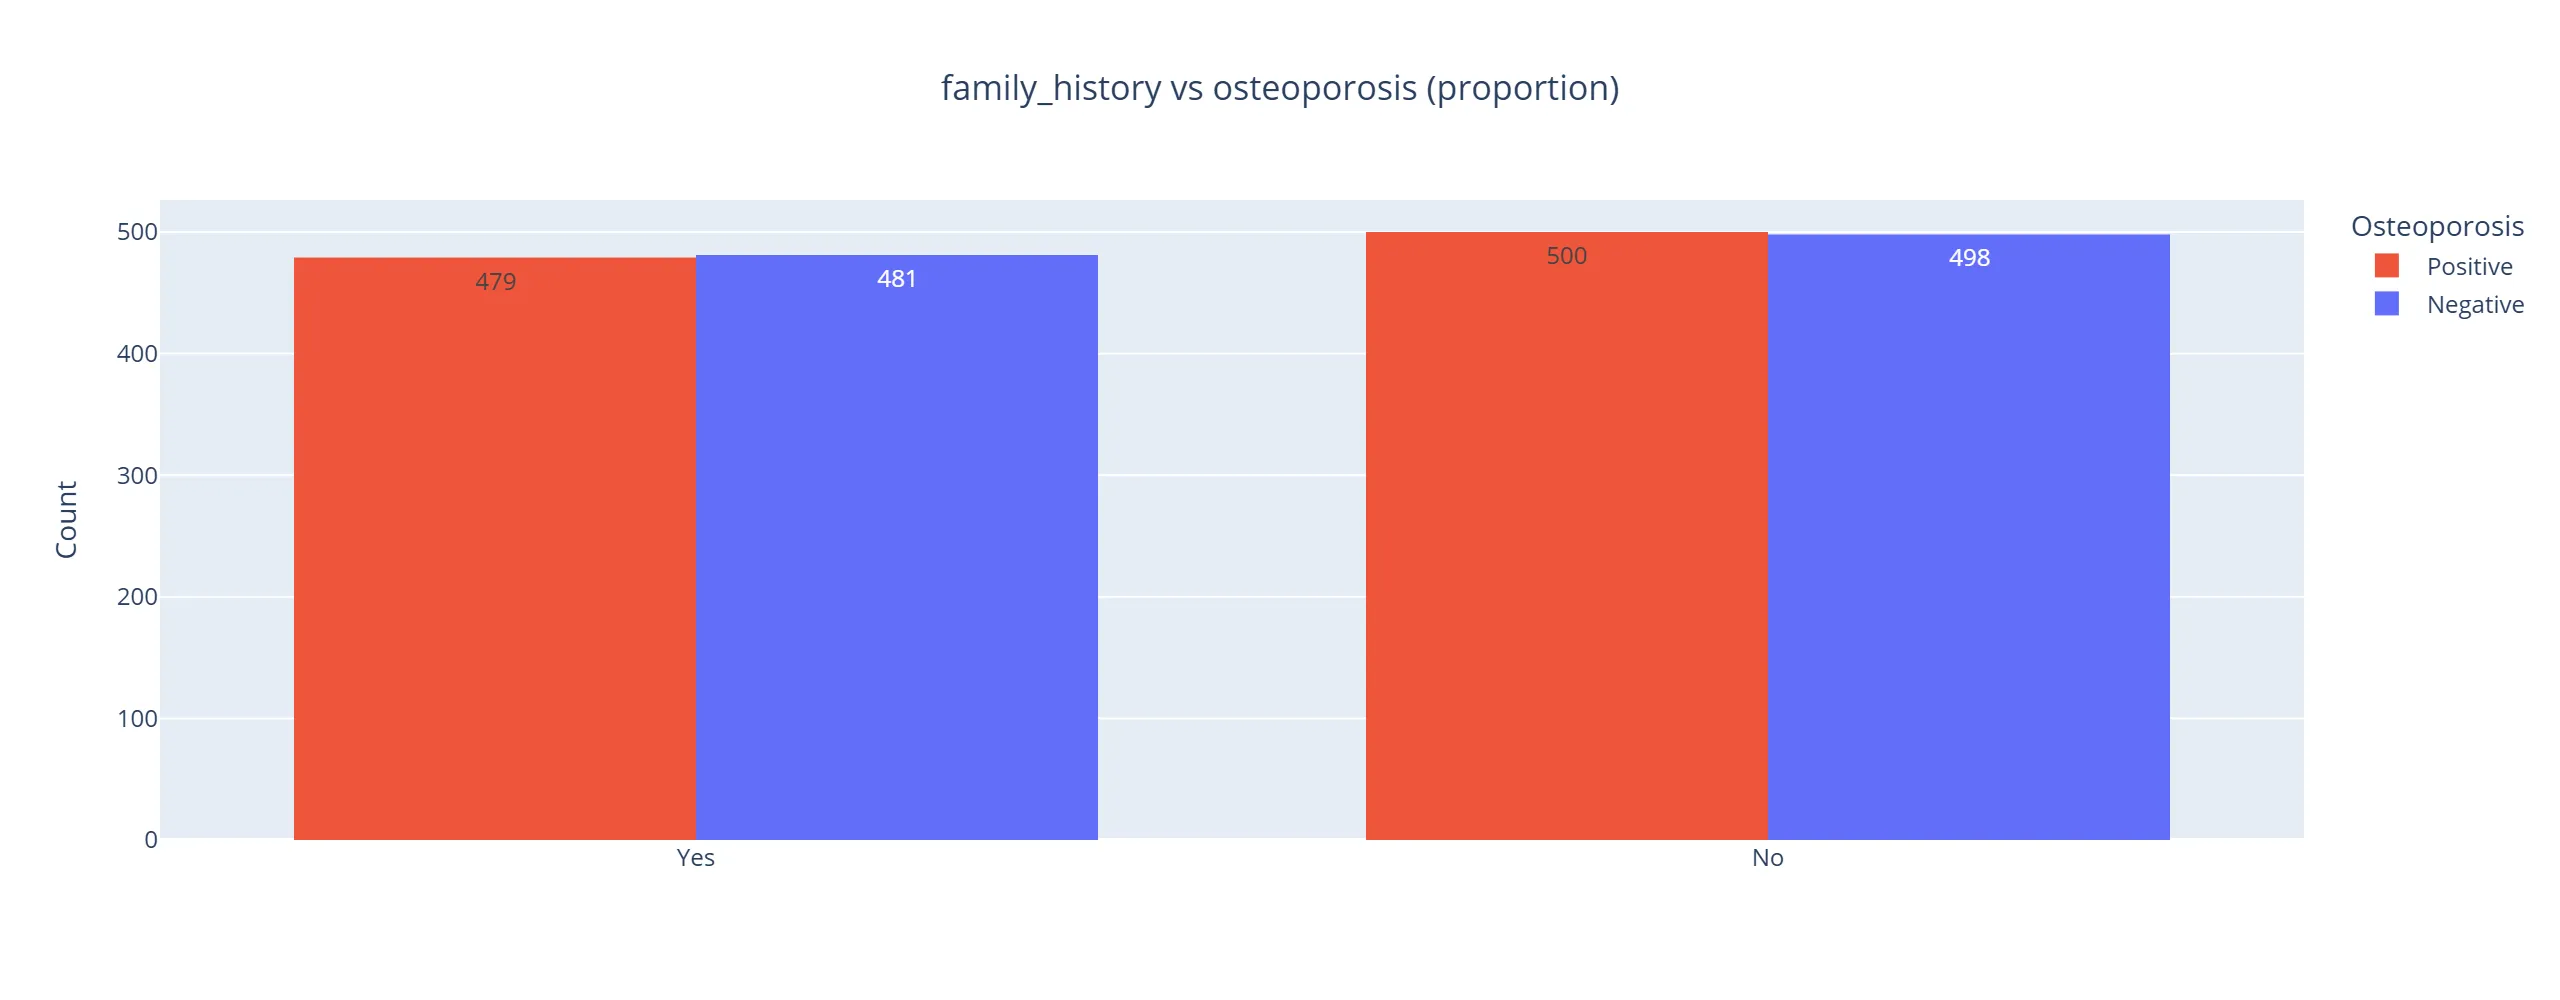 family_history vs osteoporosis (proportion)
Osteoporosis
Positive
Negative
Count
500
400
300
200
100
0
479
481
500
498
Yes
No